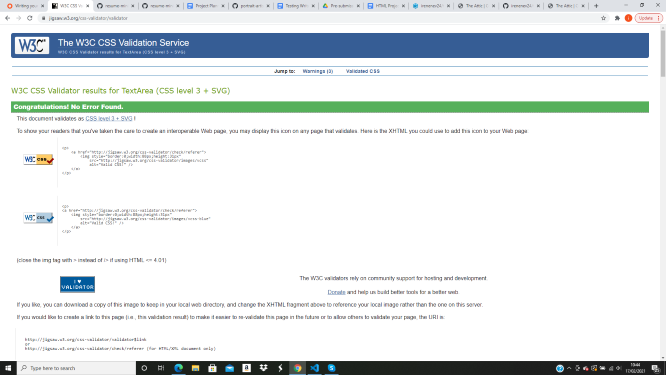 Writing you
W3C CSS Va
resume-mi
resume-mi
Project Plan
portrait-arti
Testing Writ
Pre submiss
HTML Projec
The Attic | D
The Attic | D
jigsaw.w3.org/css-validator/validator
Update
W3C The W3C CSS Validation Service
W3C CSS Validator results for TextArea (CSS level 3 + SVG)
Jump to: Warnings (3) Validated CSS
W3C CSS Validator results for TextArea (CSS level 3 + SVG)
Congratulations! No Error Found.
This document validates as CSS level 3 + SVG !
To show your readers that you've taken the care to create an interoperable Web page, you may display this icon on any page that validates. Here is the XHTML you could use to add this icon to your Web page:
W3C css
<p>
<a href="http://jigsaw.w3.org/css-validator/check/referer">
<img style="border:0;width:88px;height:31px"
src="http://jigsaw.w3.org/css-validator/images/vcss"
alt="Valid CSS!" />
</a>
</p>
W3C css
<p>
<a href="http://jigsaw.w3.org/css-validator/check/referer">
<img style="border:0;width:88px;height:31px"
src="http://jigsaw.w3.org/css-validator/images/vcss-blue"
alt="Valid CSS!" />
</a>
</p>
(close the img tag with > instead of /> if using HTML <= 4.01)
I ♥
VALIDATOR
The W3C validators rely on community support for hosting and development.
Donate and help us build better tools for a better web.
If you like, you can download a copy of this image to keep in your local web directory, and change the XHTML fragment above to reference your local image rather than the one on this server.
If you would like to create a link to this page (i.e., this validation result) to make it easier to re-validate this page in the future or to allow others to validate your page, the URI is:
http://jigsaw.w3.org/css-validator/validator$link
or
http://jigsaw.w3.org/css-validator/check/referer (for HTML/XML document only)
Type here to search
10:44
17/02/2021